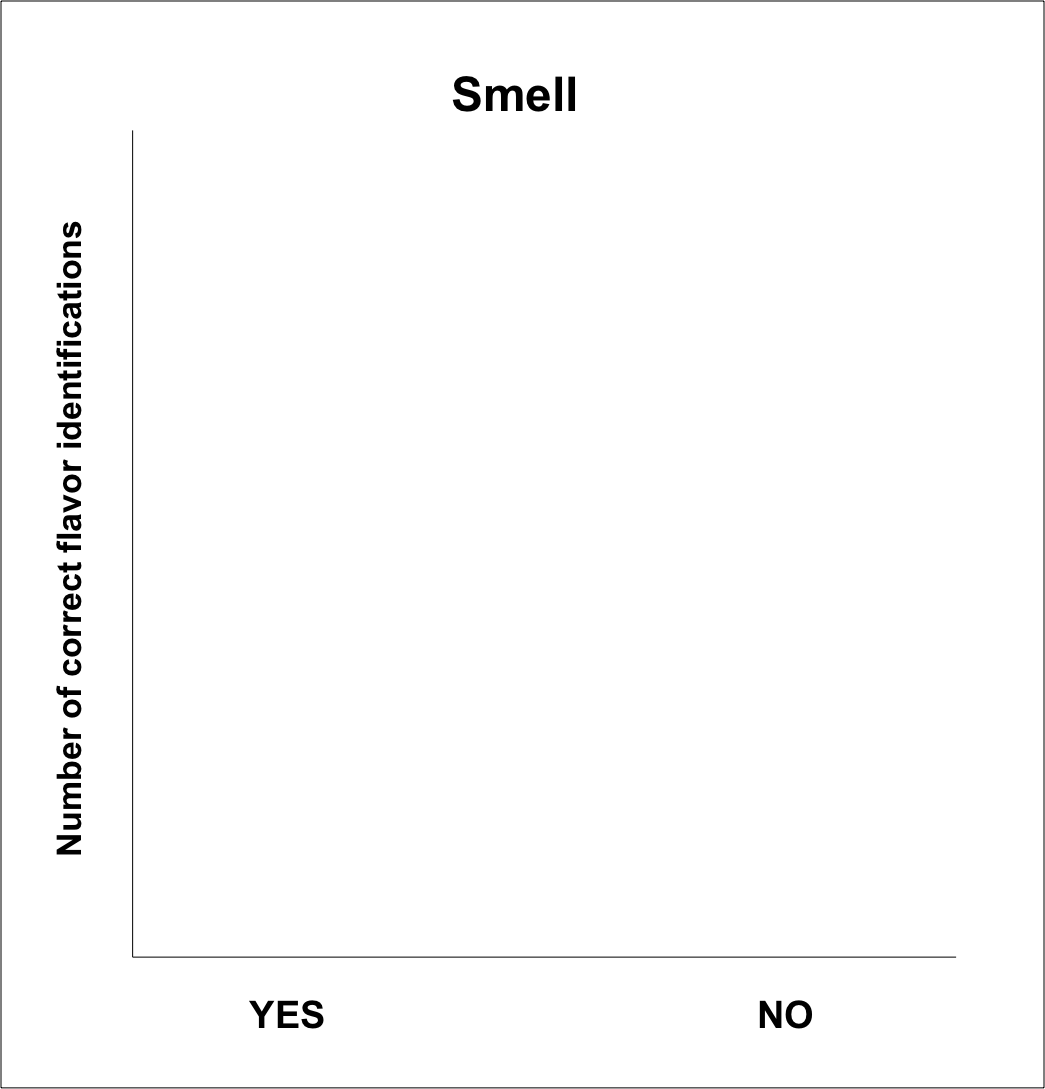 Smell
Number of correct flavor identifications
YES
NO